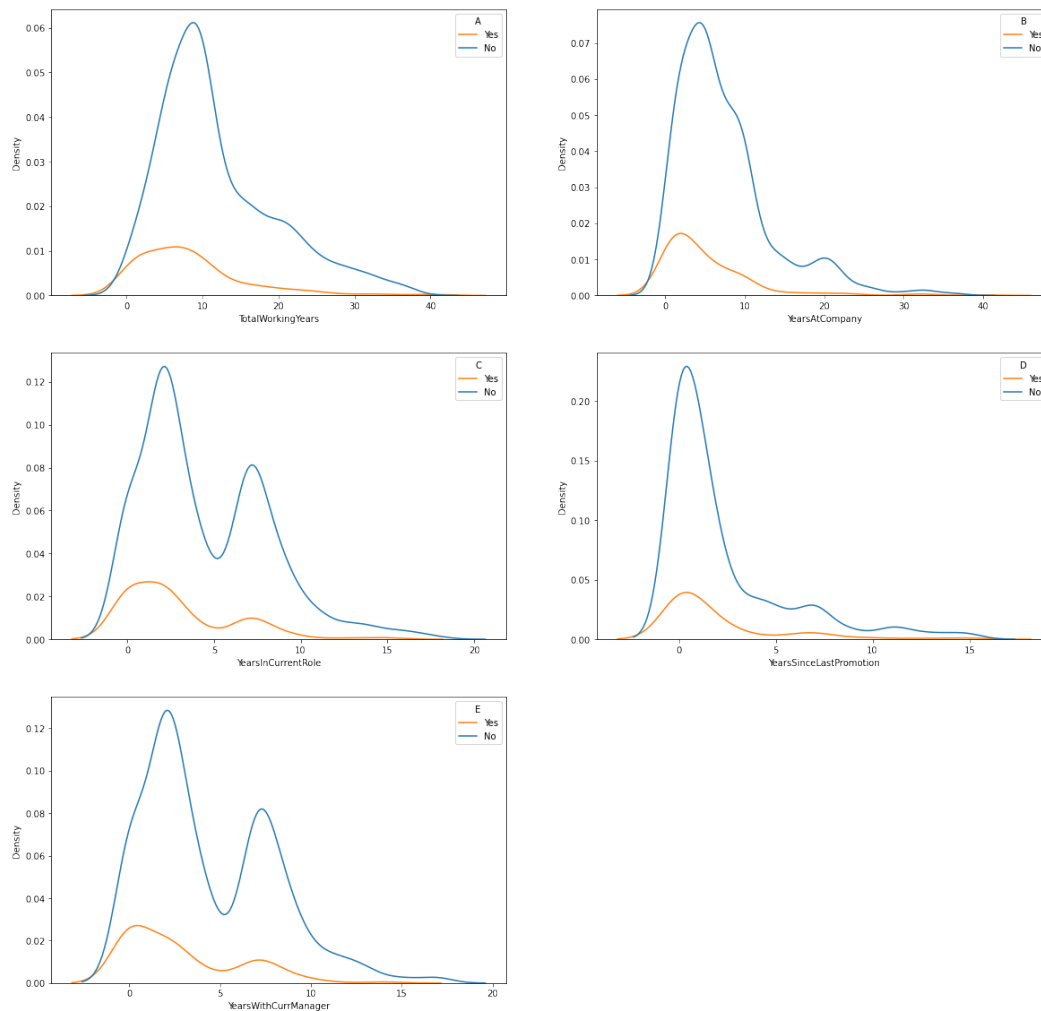 A
Yes
No
0.06
0.05
0.04
0.03
0.02
0.01
0.00
Density
0 10 20 30 40
TotalWorkingYears
B
Yes
No
0.07
0.06
0.05
0.04
0.03
0.02
0.01
0.00
Density
0 10 20 30 40
YearsAtCompany
C
Yes
No
0.12
0.10
0.08
0.06
0.04
0.02
0.00
Density
0 5 10 15 20
YearsInCurrentRole
D
Yes
No
0.20
0.15
0.10
0.05
0.00
Density
0 5 10 15
YearsSinceLastPromotion
E
Yes
No
0.12
0.10
0.08
0.06
0.04
0.02
0.00
Density
0 5 10 15 20
YearsWithCurrManager